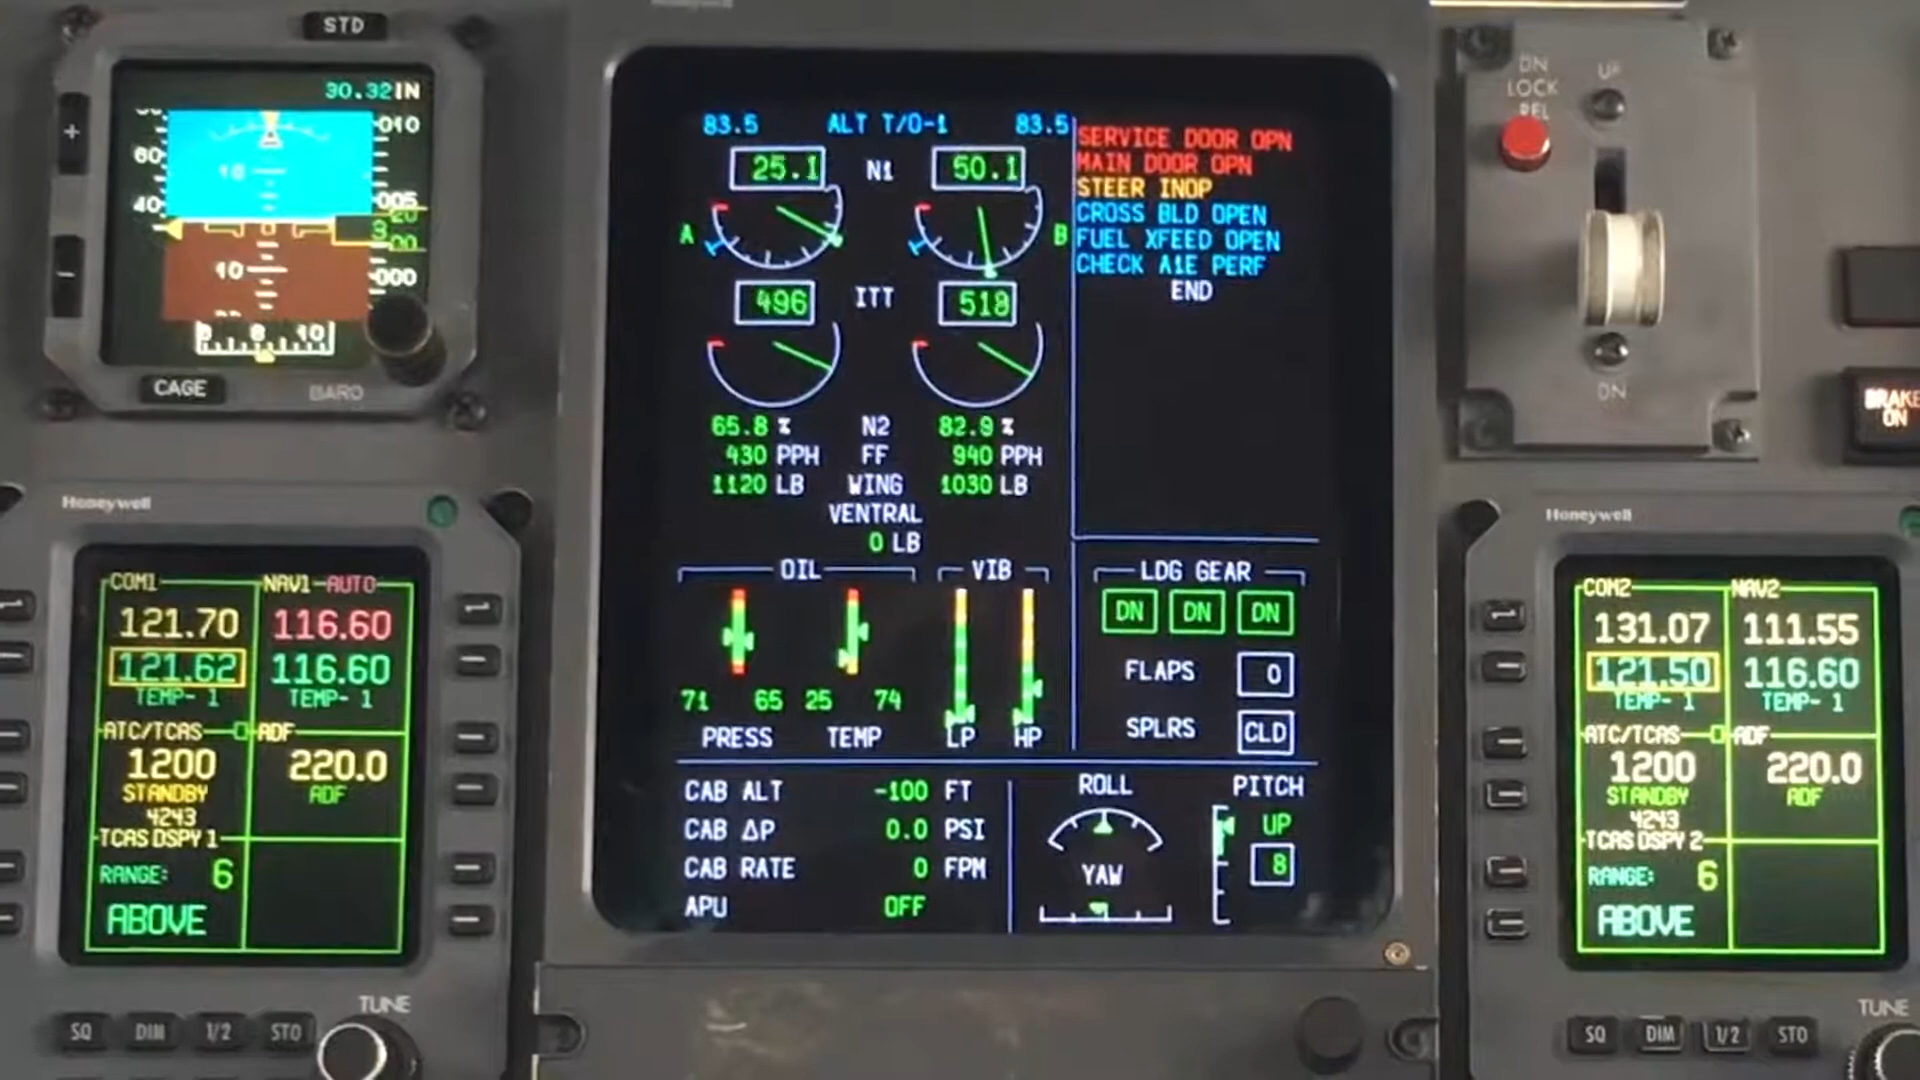 STD
30.32IN
010
60
10
40
005
20
3
00
10
000
8 10
CAGE
BARO
+
-
Honeywell
COM1
NAV1-AUTO
121.70
116.60
121.62
116.60
TEMP- 1
TEMP- 1
ATC/TCAS
ADF
1200
220.0
STANDBY
ADF
4243
TCAS DSPY 1
RANGE: 6
ABOVE
TUNE
SQ
DIM
1/2
STO
Honeywell
83.5 ALT T/O-1 83.5
25.1 N1 50.1
A
B
496 ITT 518
65.8 % N2 82.9 %
430 PPH FF 940 PPH
1120 LB WING 1030 LB
VENTRAL
0 LB
OIL
VIB
71 65 25 74
PRESS TEMP LP HP
SERVICE DOOR OPN
MAIN DOOR OPN
STEER INOP
CROSS BLD OPEN
FUEL XFEED OPEN
CHECK A1E PERF
END
LDG GEAR
DN DN DN
FLAPS 0
SPLRS CLD
CAB ALT -100 FT
CAB ΔP 0.0 PSI
CAB RATE 0 FPM
APU OFF
ROLL
YAW
PITCH
UP
8
DN
LOCK
REL
UP
DN
BRAKE
ON
Honeywell
COM2
NAV2
131.07
111.55
121.50
116.60
TEMP- 1
TEMP- 1
ATC/TCAS
ADF
1200
220.0
STANDBY
ADF
4243
TCAS DSPY 2
RANGE: 6
ABOVE
TUNE
SQ
DIM
1/2
STO